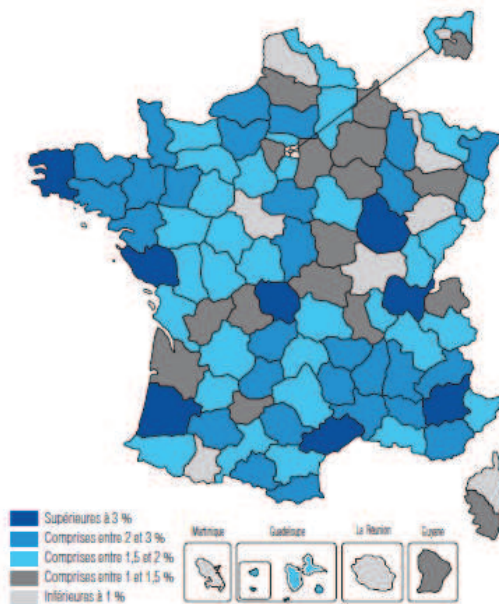 Supérieures à 3 %
Comprises entre 2 et 3 %
Comprises entre 1,5 et 2 %
Comprises entre 1 et 1,5 %
Inférieures à 1 %
Martinique
Guadeloupe
La Réunion
Guyane